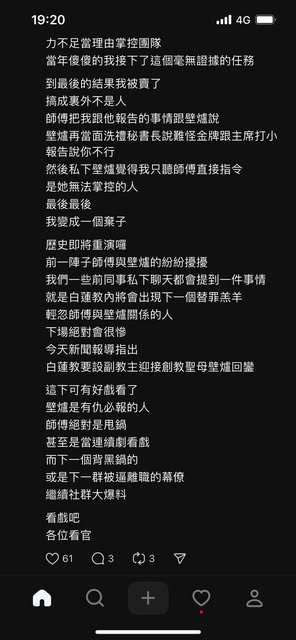 19:20
4G
力不足當理由掌控團隊
當年傻傻的我接下了這個毫無證據的任務
到最後的結果我被賣了
搞成裏外不是人
師傅把我跟他報告的事情跟壁爐說
壁爐再當面洗禮秘書長說難怪金牌跟主席打小
報告說你不行
然後私下壁爐覺得我只聽師傅直接指令
是她無法掌控的人
最後最後
我變成一個棄子
歷史即將重演囉
前一陣子師傅與壁爐的紛紛擾擾
我們一些前同事私下聊天都會提到一件事情
就是白蓮教內將會出現下一個替罪羔羊
輕忽師傅與壁爐關係的人
下場絕對會很慘
今天新聞報導指出
白蓮教要設副教主迎接創教聖母壁爐回鑾
這下可有好戲看了
壁爐是有仇必報的人
師傅絕對是甩鍋
甚至是當連續劇看戲
而下一個背黑鍋的
或是下一群被逼離職的幕僚
繼續社群大爆料
看戲吧
各位看官
61
3
3